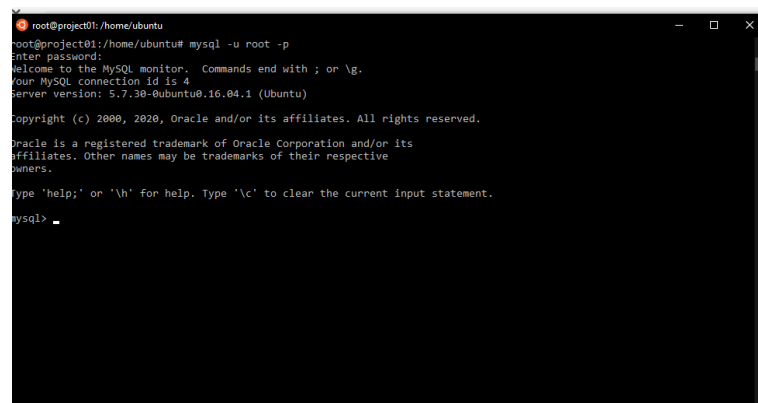 root@project01: /home/ubuntu
root@project01:/home/ubuntu# mysql -u root -p
Enter password:
Welcome to the MySQL monitor.  Commands end with ; or \g.
Your MySQL connection id is 4
Server version: 5.7.30-0ubuntu0.16.04.1 (Ubuntu)
Copyright (c) 2000, 2020, Oracle and/or its affiliates. All rights reserved.
Oracle is a registered trademark of Oracle Corporation and/or its
affiliates. Other names may be trademarks of their respective
owners.
Type 'help;' or '\h' for help. Type '\c' to clear the current input statement.
mysql>